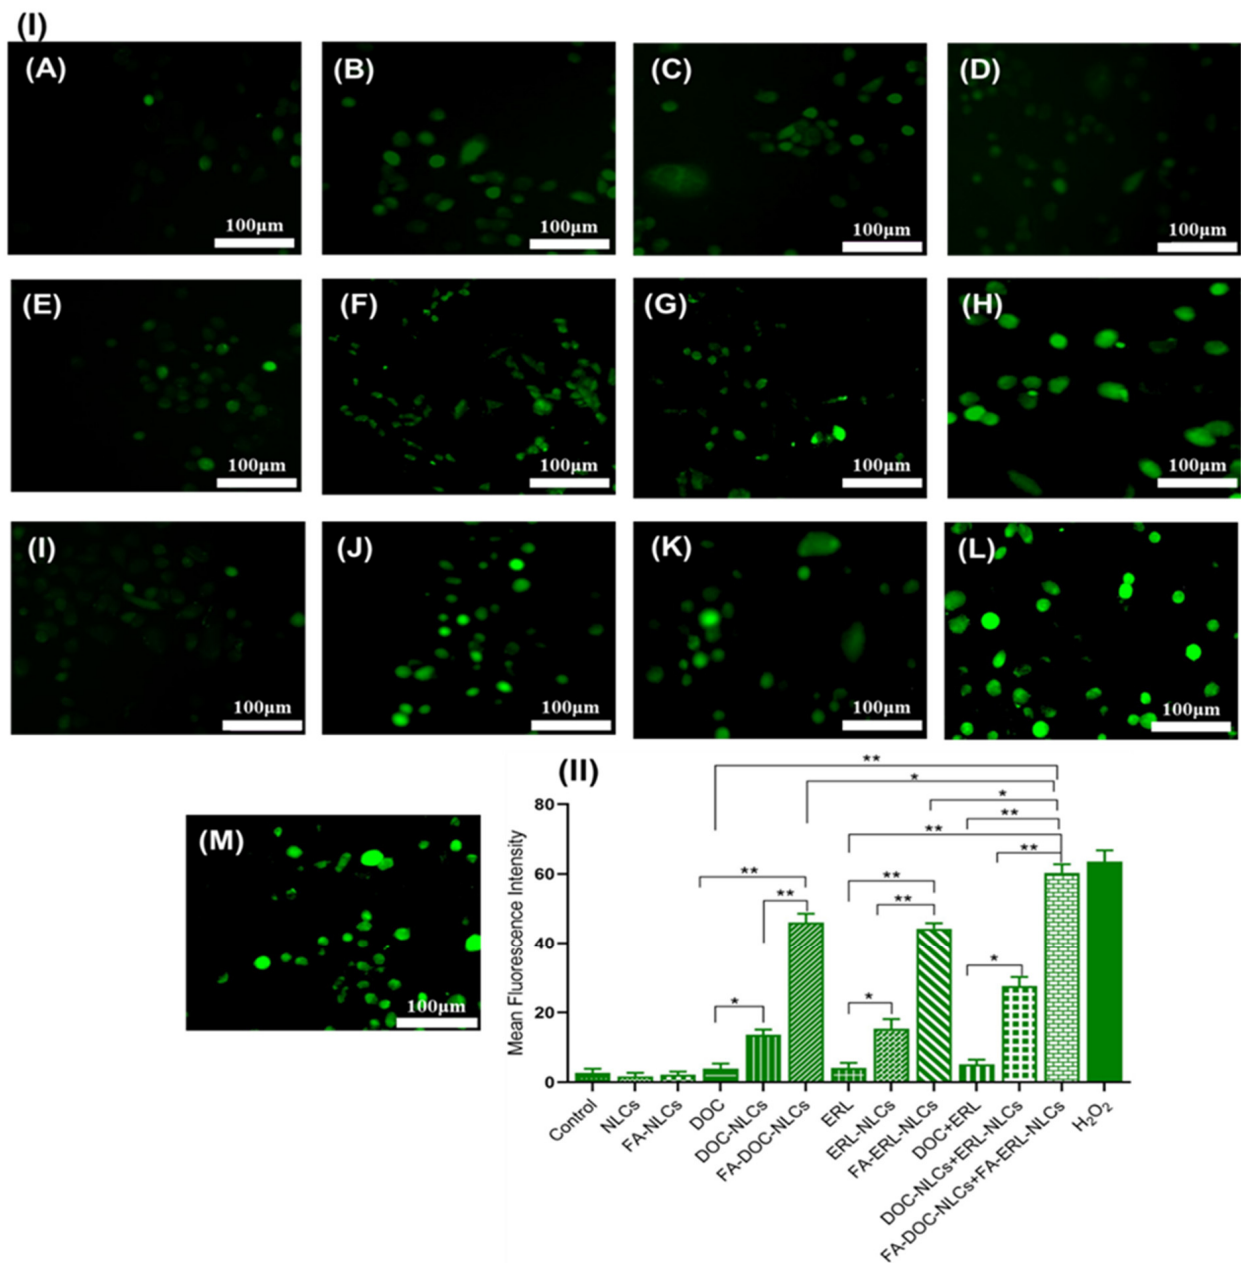 (I)
(A)
(B)
(C)
(D)
100µm
100µm
100µm
100µm
(E)
(F)
(G)
(H)
100µm
100µm
100µm
100µm
(I)
(J)
(K)
(L)
100µm
100µm
100µm
100µm
(M)
100µm
(II)
**
*
*
**
**
**
**
**
**
**
*
*
*
Mean Fluorescence Intensity
80
60
40
20
0
Control
NLCs
FA-NLCs
DOC
DOC-NLCs
FA-DOC-NLCs
ERL
ERL-NLCs
FA-ERL-NLCs
DOC+ERL
DOC-NLCs+ERL-NLCs
FA-DOC-NLCs+FA-ERL-NLCs
H₂O₂